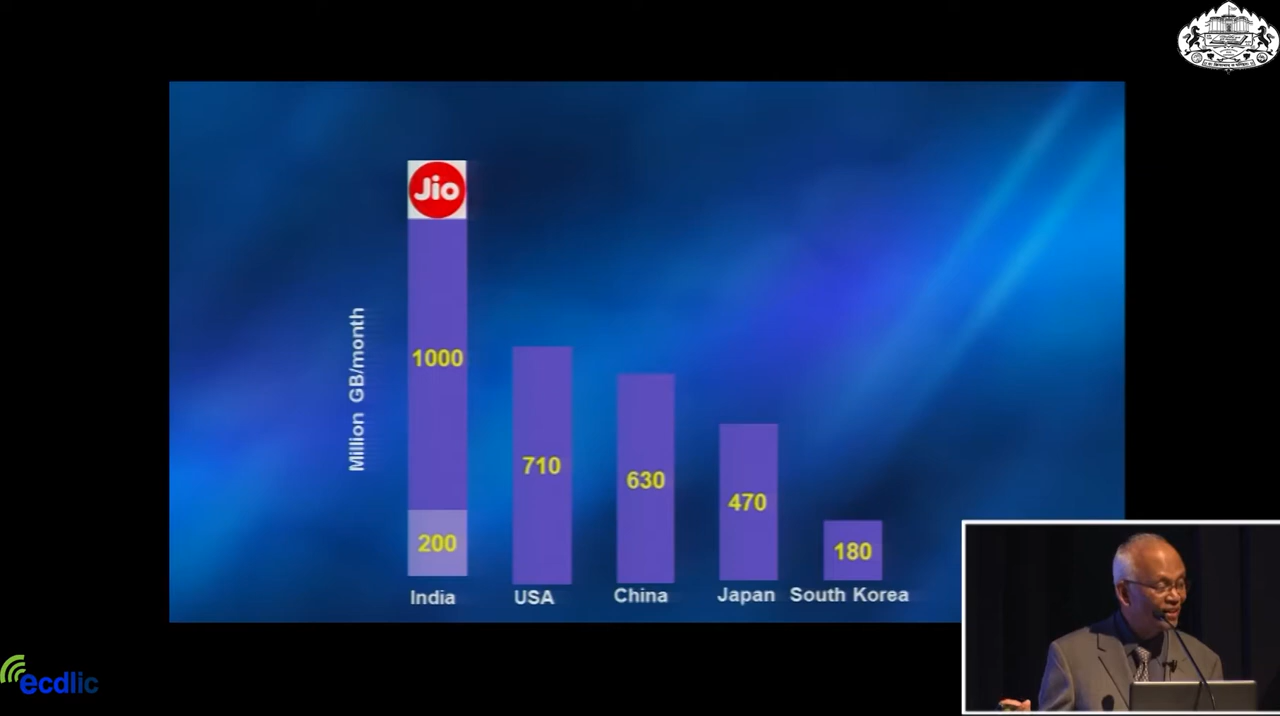 Jio
Million GB/month
1000
200
710
630
470
180
India
USA
China
Japan
South Korea
ecdlic